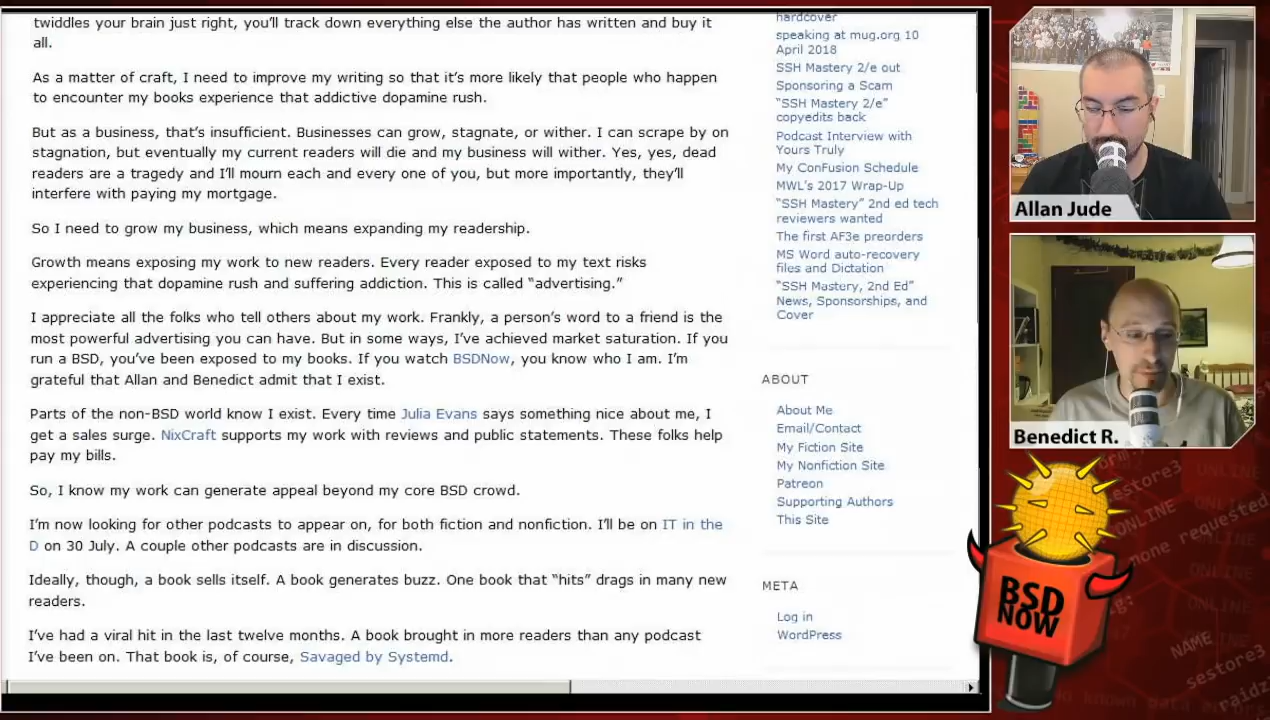 twiddles your brain just right, you'll track down everything else the author has written and buy it
all.
As a matter of craft, I need to improve my writing so that it's more likely that people who happen
to encounter my books experience that addictive dopamine rush.
But as a business, that's insufficient. Businesses can grow, stagnate, or wither. I can scrape by on
stagnation, but eventually my current readers will die and my business will wither. Yes, yes, dead
readers are a tragedy and I'll mourn each and every one of you, but more importantly, they'll
interfere with paying my mortgage.
So I need to grow my business, which means expanding my readership.
Growth means exposing my work to new readers. Every reader exposed to my text risks
experiencing that dopamine rush and suffering addiction. This is called “advertising.”
I appreciate all the folks who tell others about my work. Frankly, a person's word to a friend is the
most powerful advertising you can have. But in some ways, I've achieved market saturation. If you
run a BSD, you've been exposed to my books. If you watch BSDNow, you know who I am. I'm
grateful that Allan and Benedict admit that I exist.
Parts of the non-BSD world know I exist. Every time Julia Evans says something nice about me, I
get a sales surge. NixCraft supports my work with reviews and public statements. These folks help
pay my bills.
So, I know my work can generate appeal beyond my core BSD crowd.
I'm now looking for other podcasts to appear on, for both fiction and nonfiction. I'll be on IT in the
D on 30 July. A couple other podcasts are in discussion.
Ideally, though, a book sells itself. A book generates buzz. One book that “hits” drags in many new
readers.
I've had a viral hit in the last twelve months. A book brought in more readers than any podcast
I've been on. That book is, of course, Savaged by Systemd.
hardcover
speaking at mug.org 10
April 2018
SSH Mastery 2/e out
Sponsoring a Scam
“SSH Mastery 2/e”
copyedits back
Podcast Interview with
Yours Truly
My ConFusion Schedule
MWL's 2017 Wrap-Up
“SSH Mastery” 2nd ed tech
reviewers wanted
The first AF3e preorders
MS Word auto-recovery
files and Dictation
“SSH Mastery, 2nd Ed”
News, Sponsorships, and
Cover
ABOUT
About Me
Email/Contact
My Fiction Site
My Nonfiction Site
Patreon
Supporting Authors
This Site
META
Log in
WordPress
Allan Jude
Benedict R.
BSD
NOW
ONLINE
none requested
NAME